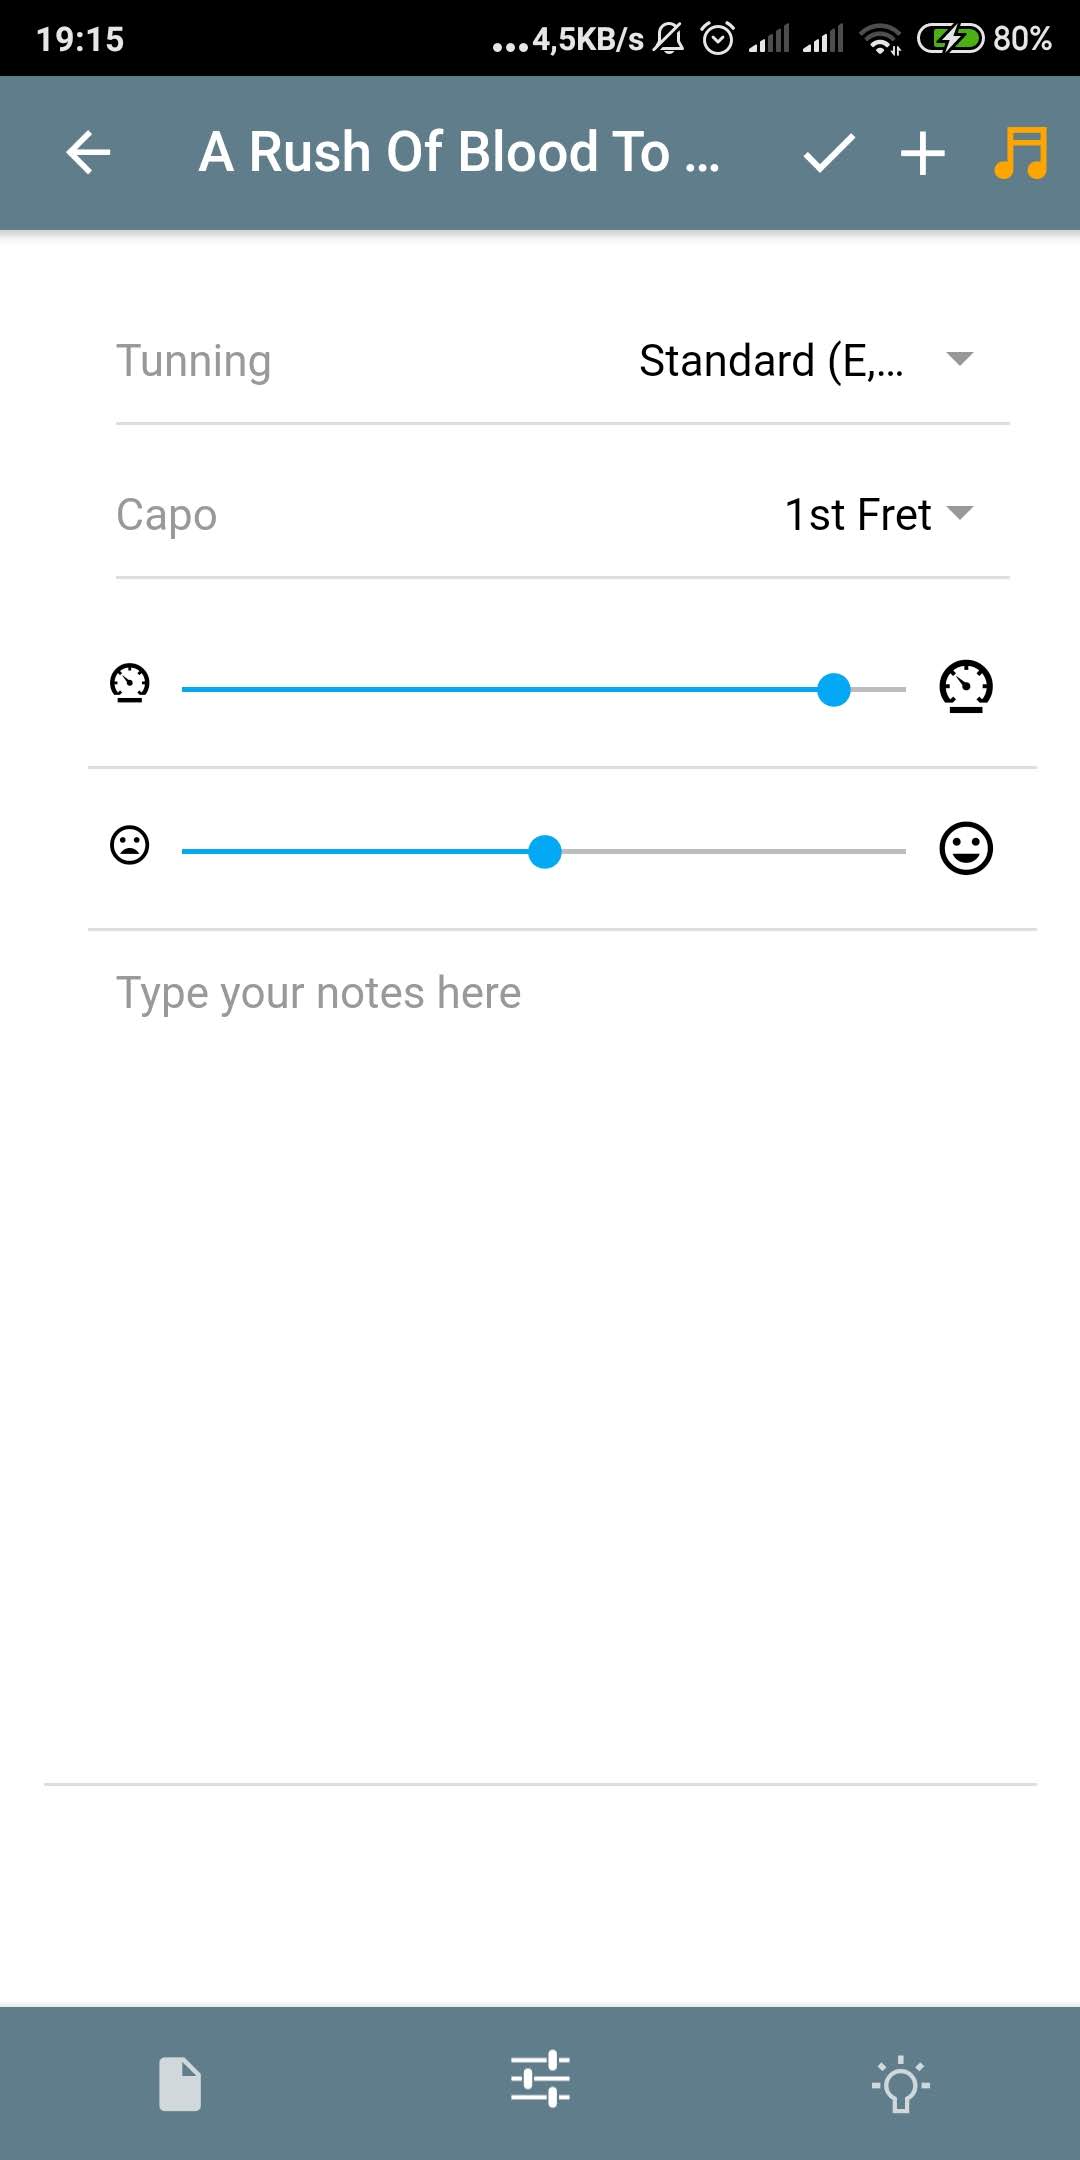 19:15
...4,5KB/s
80%
A Rush Of Blood To ...
Tunning
Standard (E,...
Capo
1st Fret
Type your notes here